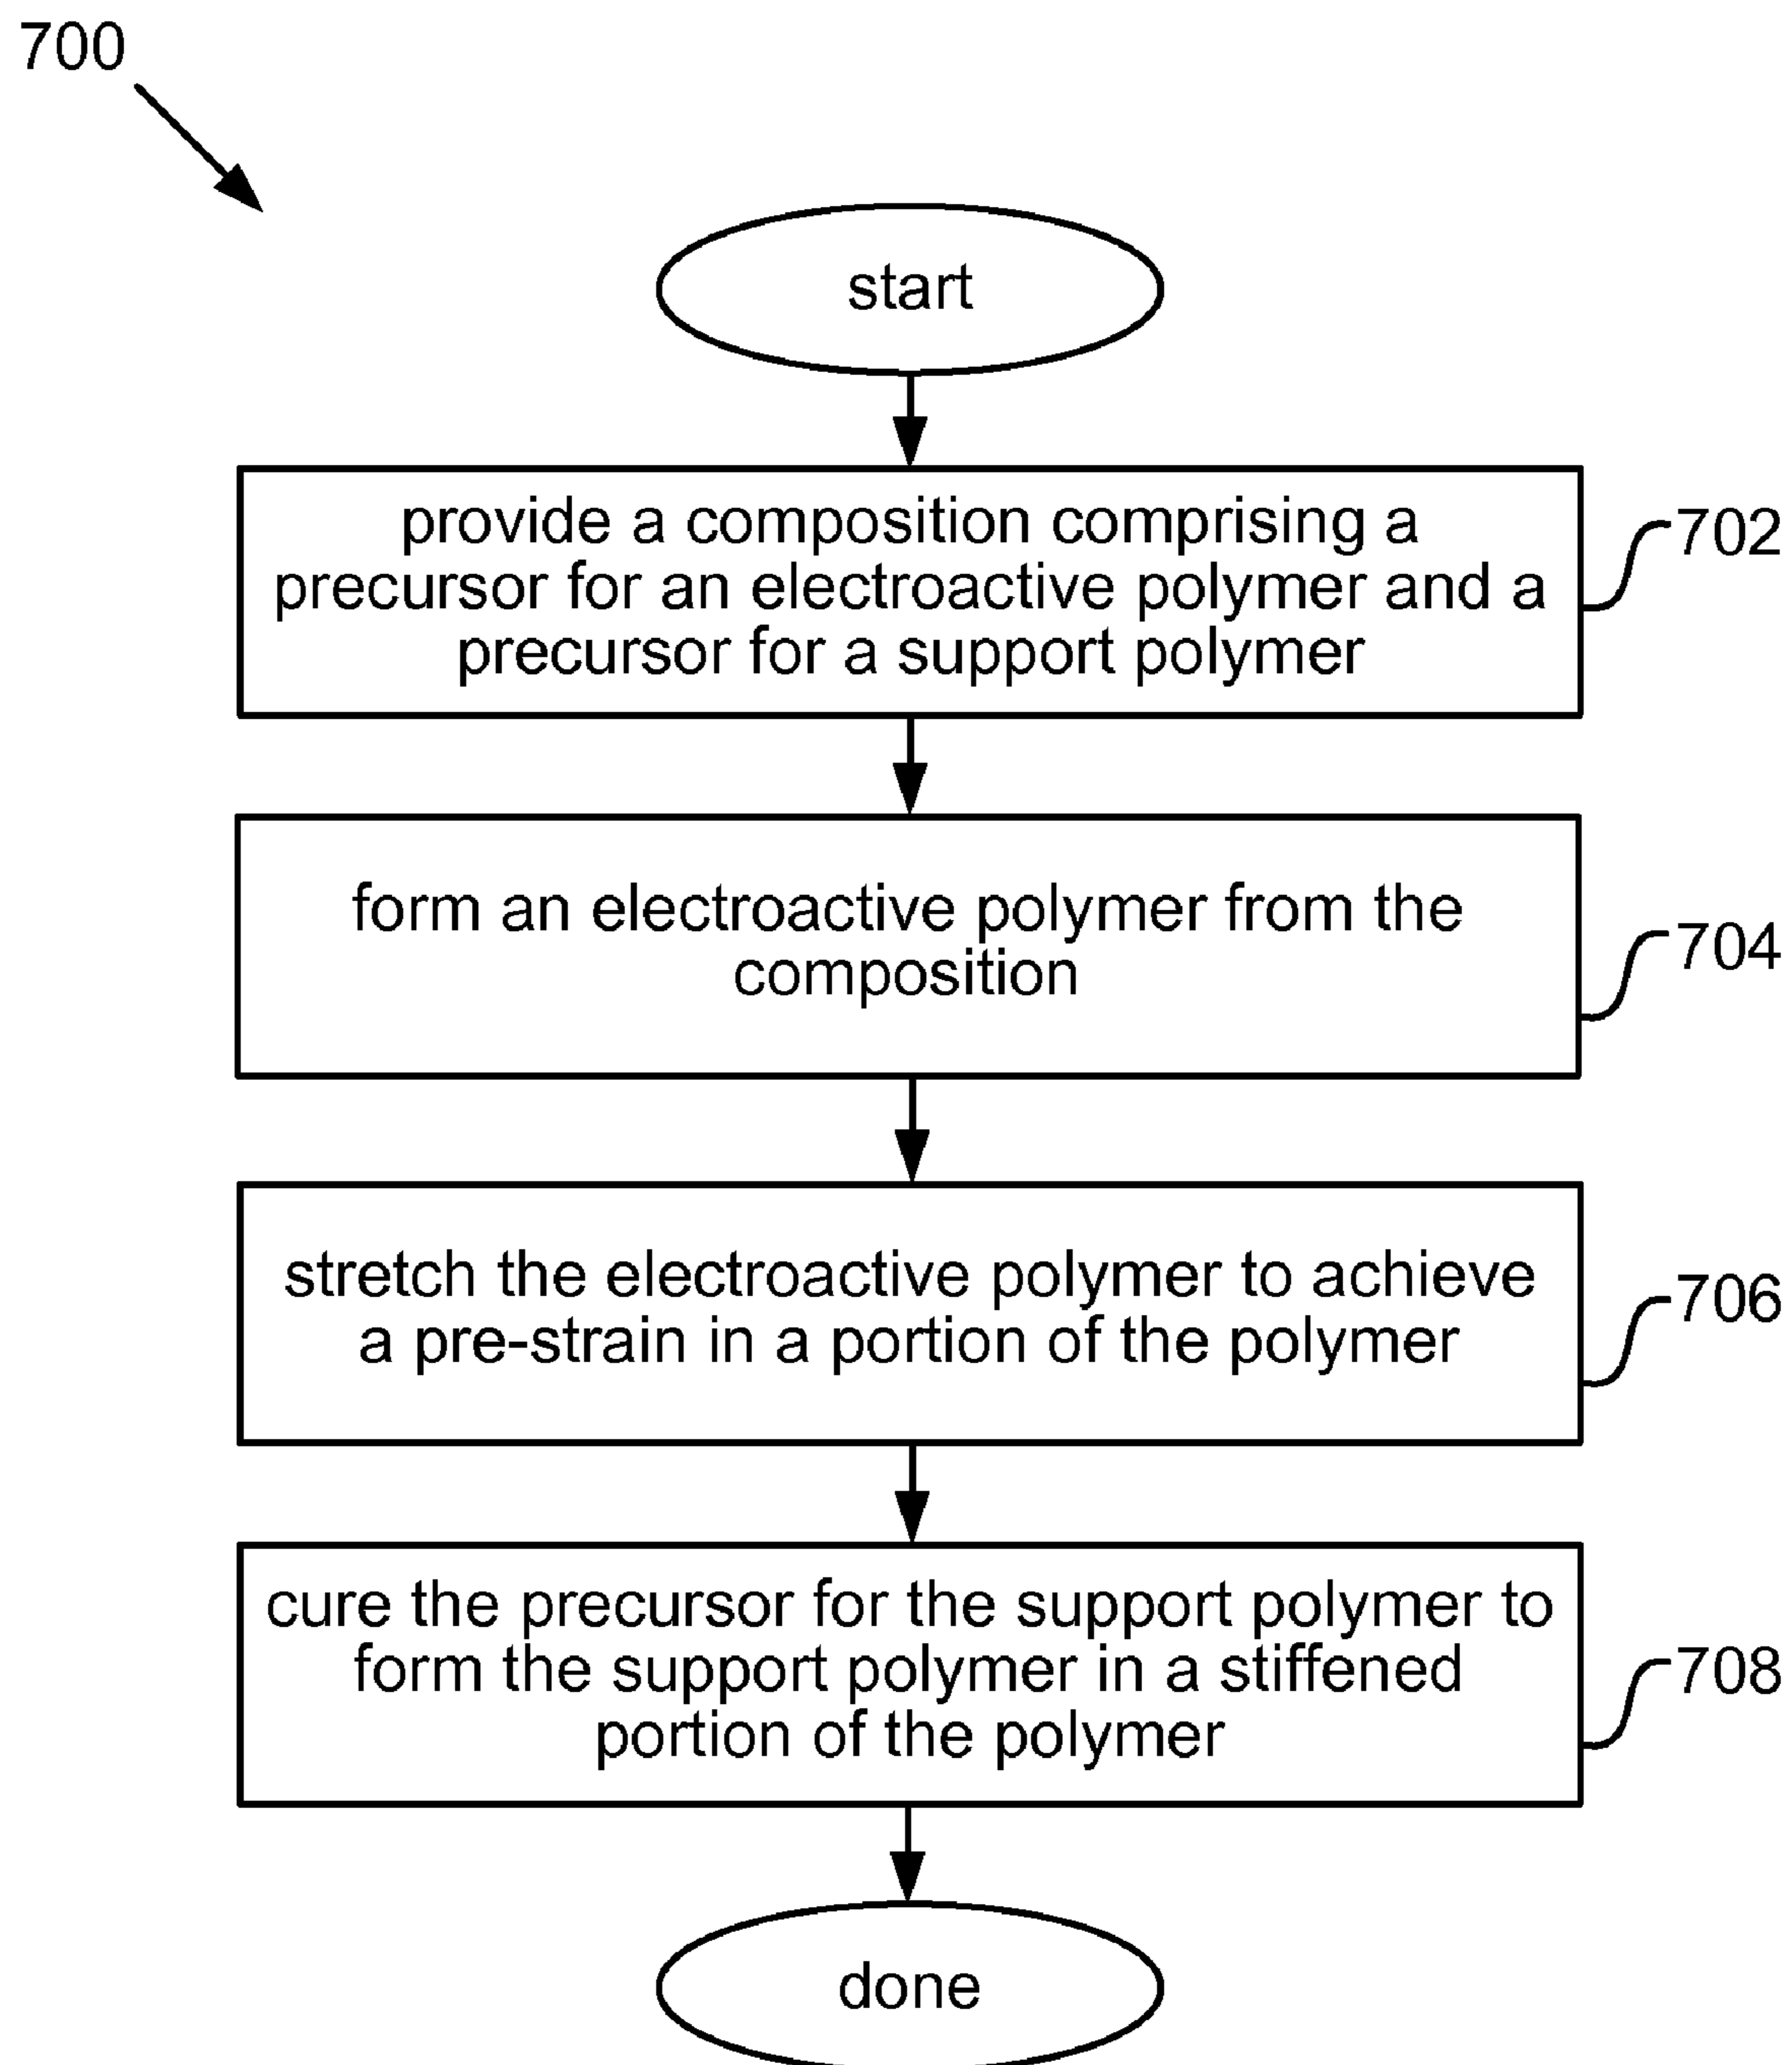 700
start
provide a composition comprising a
precursor for an electroactive polymer and a
precursor for a support polymer
702
form an electroactive polymer from the
composition
704
stretch the electroactive polymer to achieve
a pre-strain in a portion of the polymer
706
cure the precursor for the support polymer to
form the support polymer in a stiffened
portion of the polymer
708
done